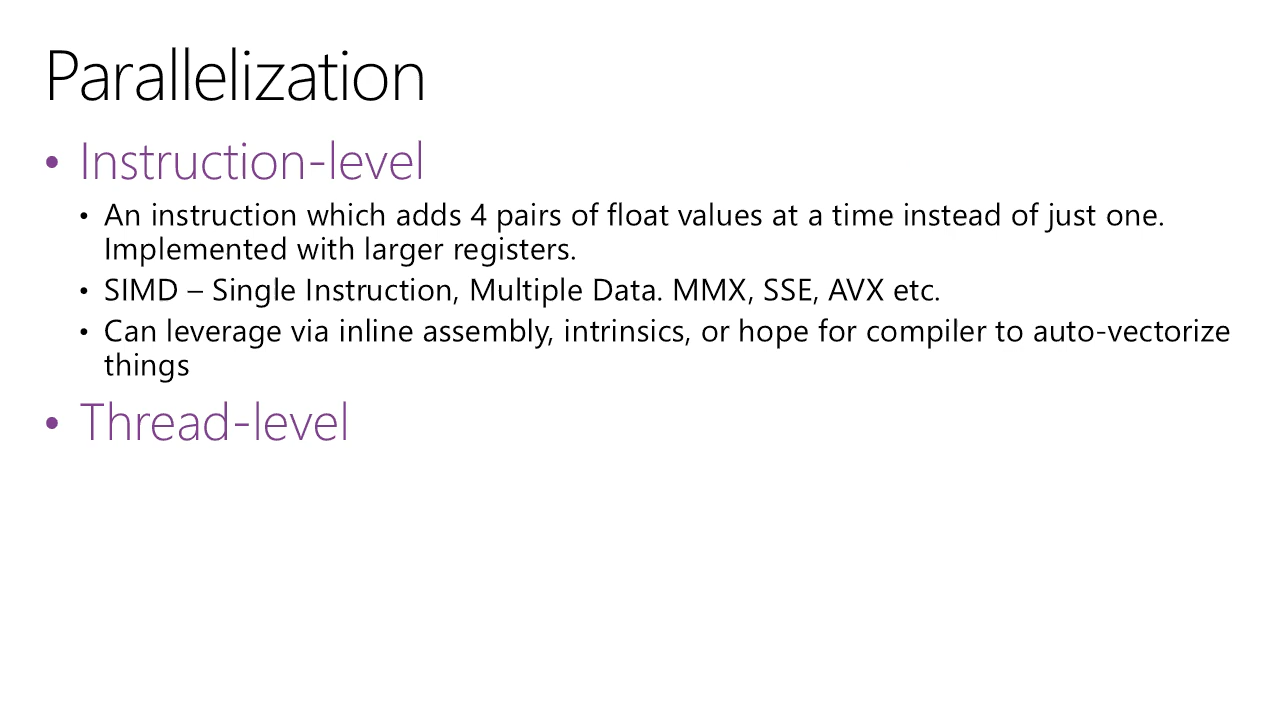 Parallelization
• Instruction-level
• An instruction which adds 4 pairs of float values at a time instead of just one.
Implemented with larger registers.
• SIMD – Single Instruction, Multiple Data. MMX, SSE, AVX etc.
• Can leverage via inline assembly, intrinsics, or hope for compiler to auto-vectorize
things
• Thread-level